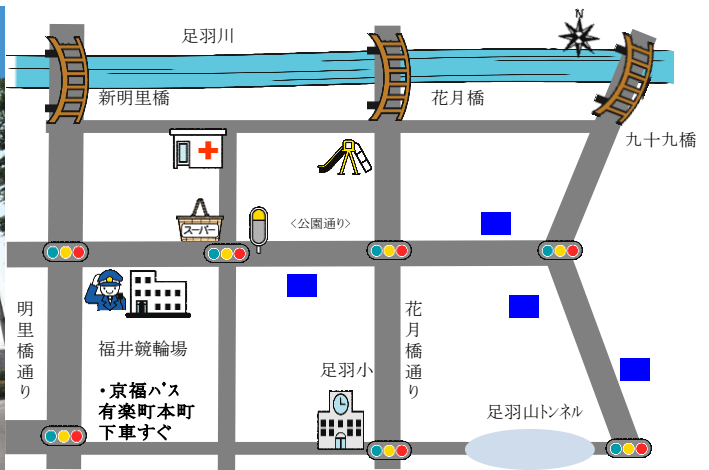 足羽川
N
新明里橋
花月橋
九十九橋
スーパー
〈公園通り〉
明里橋通り
福井競輪場
花月橋通り
足羽小
・京福バス
有楽町本町
下車すぐ
足羽山トンネル